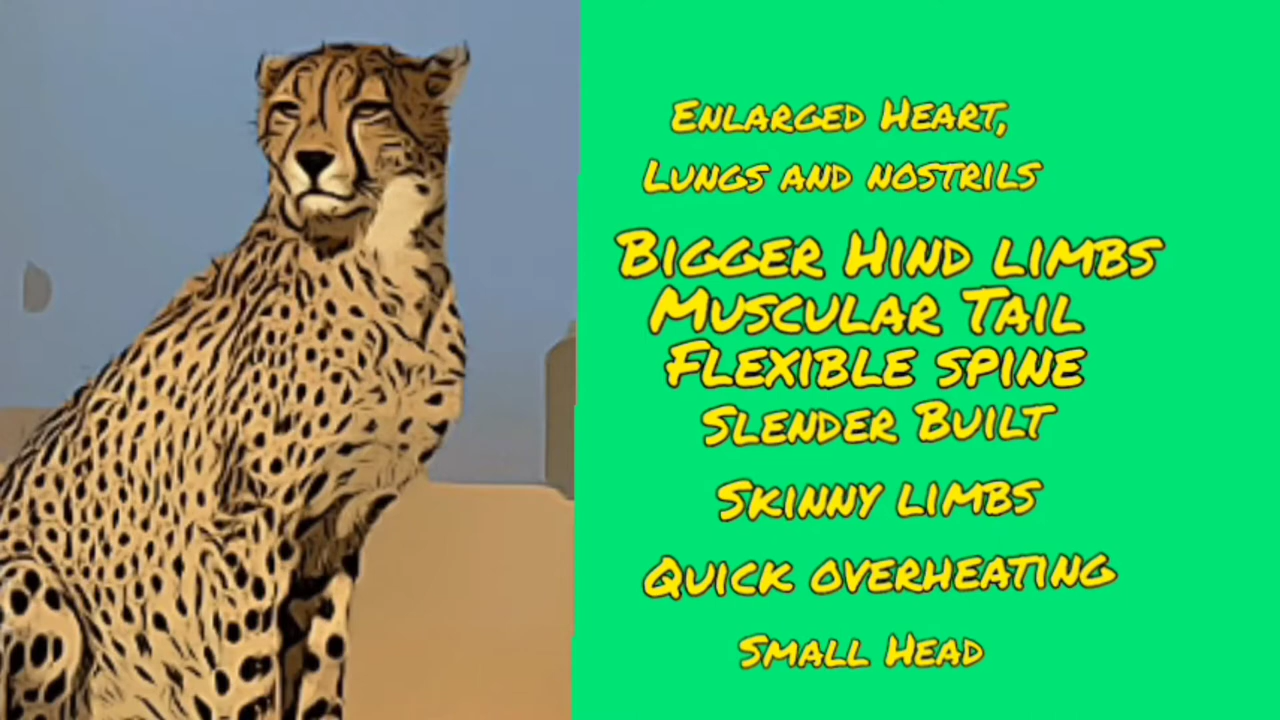 Enlarged Heart,
Lungs and nostrils
Bigger Hind limbs
Muscular Tail
Flexible spine
Slender Built
Skinny limbs
Quick overheating
Small Head